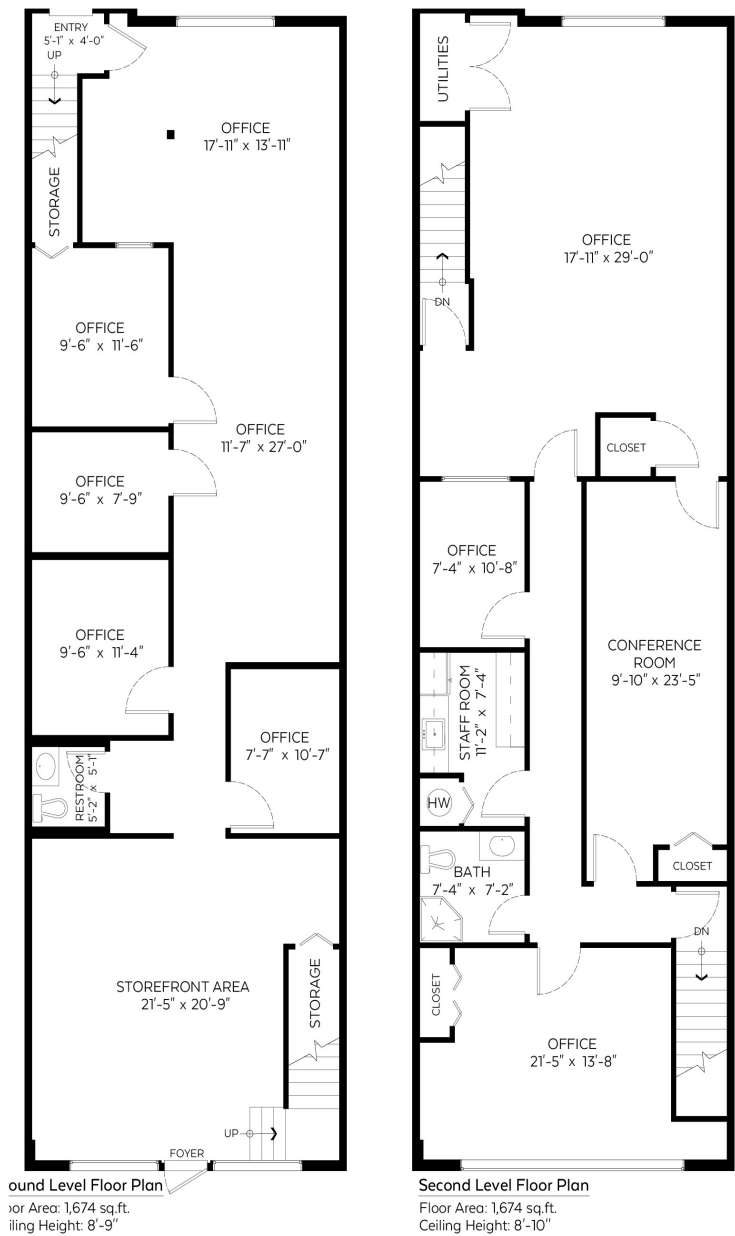 ENTRY
5'-1" x 4'-0"
UP
OFFICE
17'-11" x 13'-11"
STORAGE
OFFICE
9'-6" x 11'-6"
OFFICE
11'-7" x 27'-0"
OFFICE
9'-6" x 7'-9"
OFFICE
9'-6" x 11'-4"
OFFICE
7'-7" x 10'-7"
RESTROOM
5'-2" x 5'-1"
STOREFRONT AREA
21'-5" x 20'-9"
STORAGE
UP
FOYER
ound Level Floor Plan
or Area: 1,674 sq.ft.
iling Height: 8'-9"
UTILITIES
OFFICE
17'-11" x 29'-0"
DN
CLOSET
OFFICE
7'-4" x 10'-8"
CONFERENCE
ROOM
9'-10" x 23'-5"
STAFF ROOM
11'-2" x 7'-4"
HW
BATH
7'-4" x 7'-2"
CLOSET
DN
CLOSET
OFFICE
21'-5" x 13'-8"
Second Level Floor Plan
Floor Area: 1,674 sq.ft.
Ceiling Height: 8'-10"